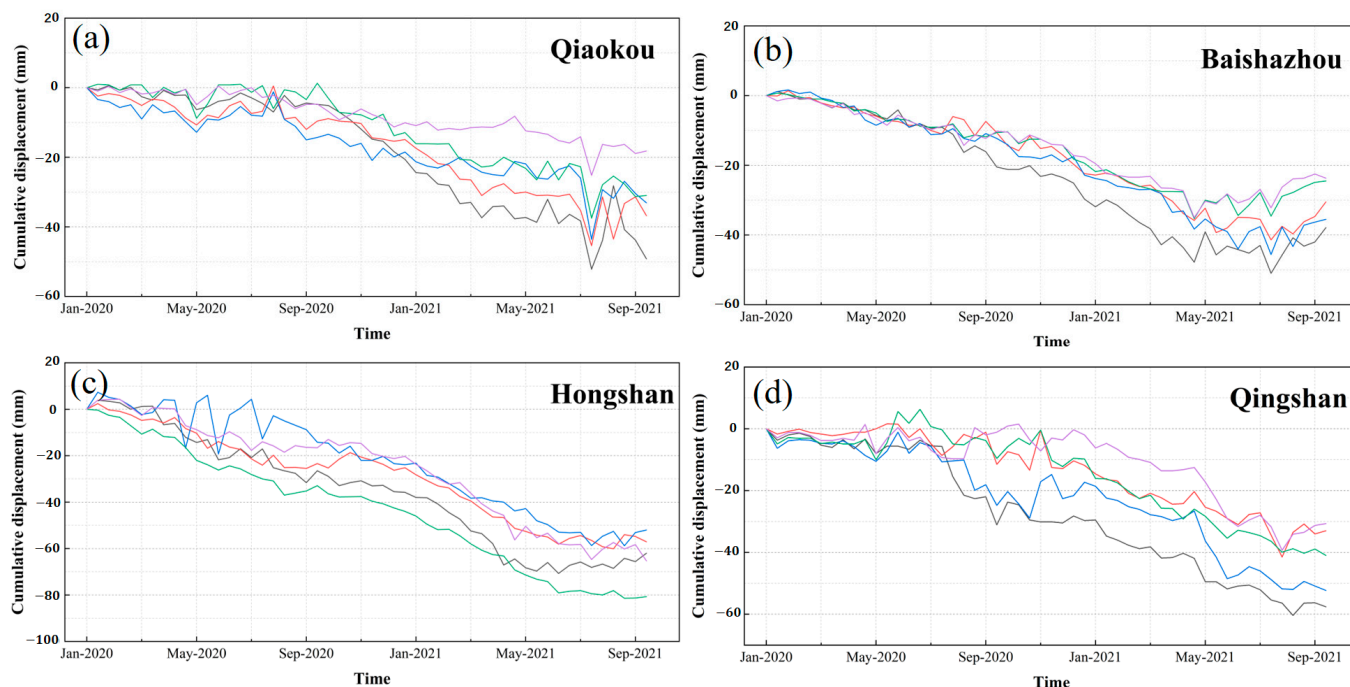 (a)
Qiaokou
Cumulative displacement (mm)
20
0
−20
−40
−60
Jan-2020 May-2020 Sep-2020 Jan-2021 May-2021 Sep-2021
Time
(b)
Baishazhou
Cumulative displacement (mm)
20
0
−20
−40
−60
Jan-2020 May-2020 Sep-2020 Jan-2021 May-2021 Sep-2021
Time
(c)
Hongshan
Cumulative displacement (mm)
20
0
−20
−40
−60
−80
−100
Jan-2020 May-2020 Sep-2020 Jan-2021 May-2021 Sep-2021
Time
(d)
Qingshan
Cumulative displacement (mm)
20
0
−20
−40
−60
Jan-2020 May-2020 Sep-2020 Jan-2021 May-2021 Sep-2021
Time